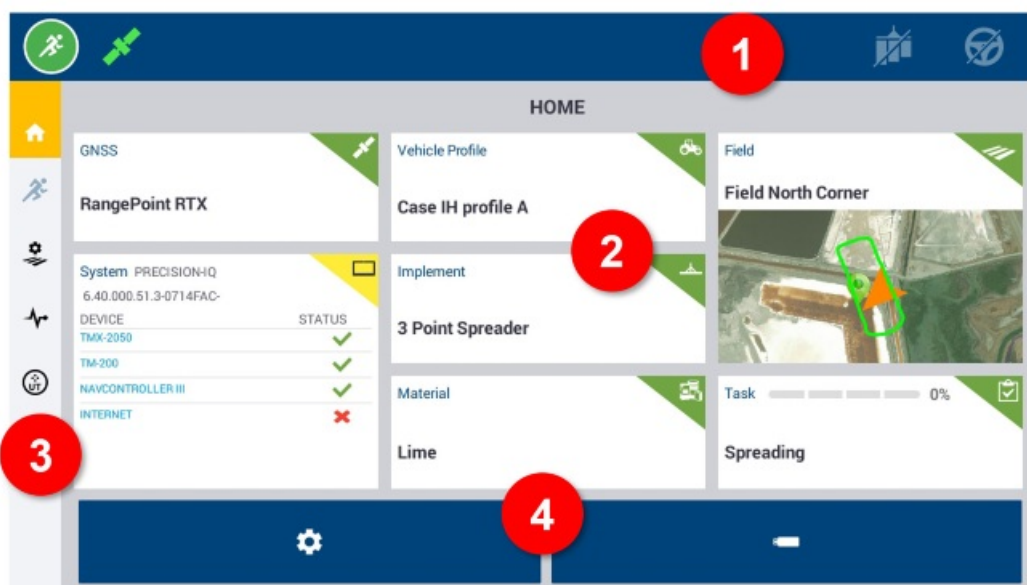 1
HOME
GNSS
RangePoint RTX
Vehicle Profile
Case IH profile A
Field
Field North Corner
2
System PRECISION-IQ
6.40.000.51.3-0714FAC-
DEVICE STATUS
TMX-2050
TM-200
NAVCONTROLLER III
INTERNET
Implement
3 Point Spreader
UT
Material
Lime
Task 0%
Spreading
3
4